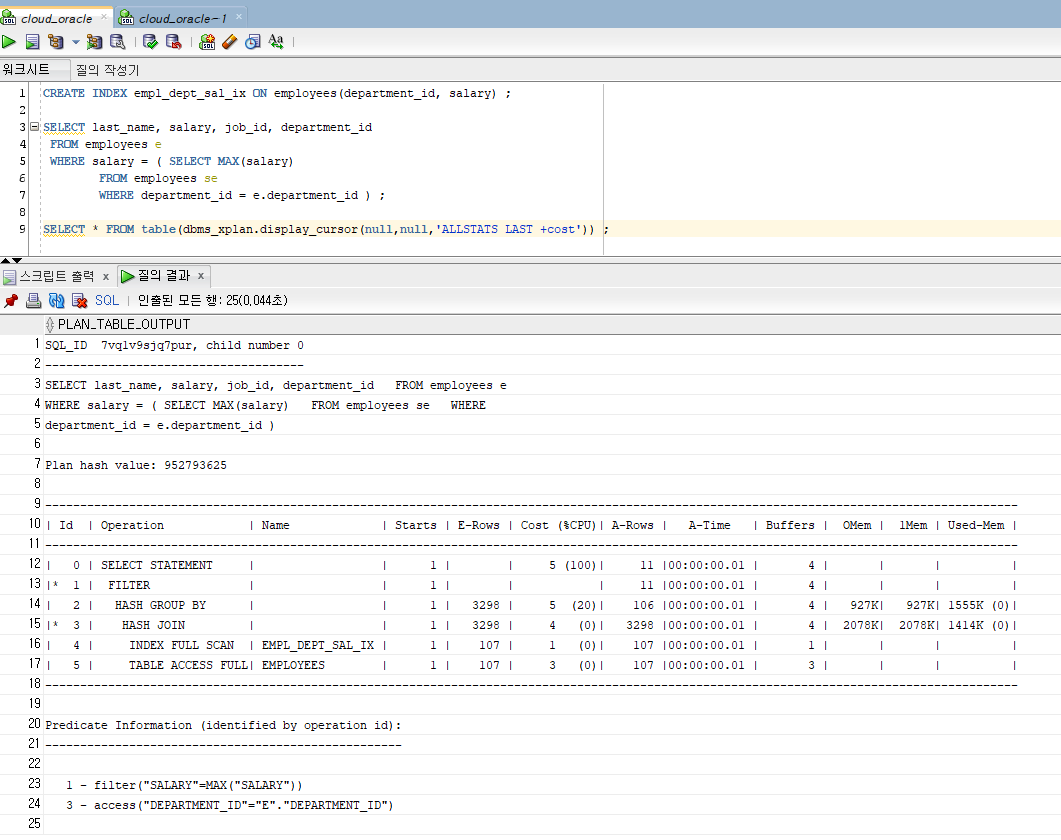 cloud_oracle cloud_oracle~1
워크시트 질의 작성기
1 CREATE INDEX empl_dept_sal_ix ON employees(department_id, salary) ;
2
3 SELECT last_name, salary, job_id, department_id
4 FROM employees e
5 WHERE salary = ( SELECT MAX(salary)
6 FROM employees se
7 WHERE department_id = e.department_id ) ;
8
9 SELECT * FROM table(dbms_xplan.display_cursor(null,null,'ALLSTATS LAST +cost')) ;
스크립트 출력 x 질의 결과 x
SQL | 인출된 모든 행: 25(0,044초)
PLAN_TABLE_OUTPUT
1 SQL_ID 7vqlv9sjq7pur, child number 0
2 -------------------------------------
3 SELECT last_name, salary, job_id, department_id FROM employees e
4 WHERE salary = ( SELECT MAX(salary) FROM employees se WHERE
5 department_id = e.department_id )
6
7 Plan hash value: 952793625
8
9 -------------------------------------------------------------------------------------------------------------------------------------------
10 | Id | Operation | Name | Starts | E-Rows | Cost (%CPU)| A-Rows | A-Time | Buffers | OMem | 1Mem | Used-Mem |
11 -------------------------------------------------------------------------------------------------------------------------------------------
12 | 0 | SELECT STATEMENT | | 1 | | 5 (100)| 11 |00:00:00.01 | 4 | | | |
13 |* 1 | FILTER | | 1 | | | 11 |00:00:00.01 | 4 | | | |
14 | 2 | HASH GROUP BY | | 1 | 3298 | 5 (20)| 106 |00:00:00.01 | 4 | 927K| 927K| 1555K (0)|
15 |* 3 | HASH JOIN | | 1 | 3298 | 4 (0)| 3298 |00:00:00.01 | 4 | 2078K| 2078K| 1414K (0)|
16 | 4 | INDEX FULL SCAN | EMPL_DEPT_SAL_IX | 1 | 107 | 1 (0)| 107 |00:00:00.01 | 1 | | | |
17 | 5 | TABLE ACCESS FULL| EMPLOYEES | 1 | 107 | 3 (0)| 107 |00:00:00.01 | 3 | | | |
18 -------------------------------------------------------------------------------------------------------------------------------------------
19
20 Predicate Information (identified by operation id):
21 ---------------------------------------------------
22
23 1 - filter("SALARY"=MAX("SALARY"))
24 3 - access("DEPARTMENT_ID"="E"."DEPARTMENT_ID")
25